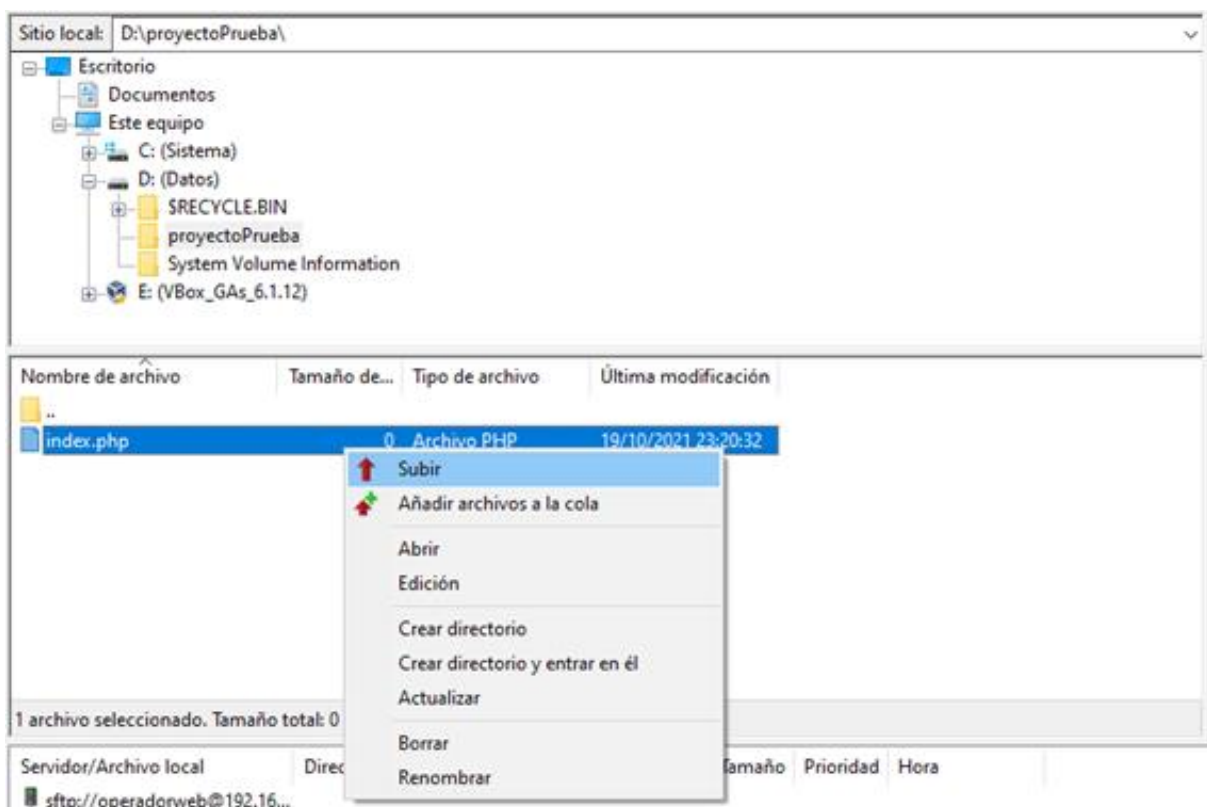 Sitio local: D:\proyectoPrueba\
Escritorio
Documentos
Este equipo
C: (Sistema)
D: (Datos)
$RECYCLE.BIN
proyectoPrueba
System Volume Information
E: (VBox_GAs_6.1.12)
Nombre de archivo Tamaño de... Tipo de archivo Última modificación
..
index.php 0 Archivo PHP 19/10/2021 23:20:32
Subir
Añadir archivos a la cola
Abrir
Edición
Crear directorio
Crear directorio y entrar en él
Actualizar
1 archivo seleccionado. Tamaño total: 0
Borrar
Renombrar
Servidor/Archivo local Direc Tamaño Prioridad Hora
sftp://operadorweb@192.16...